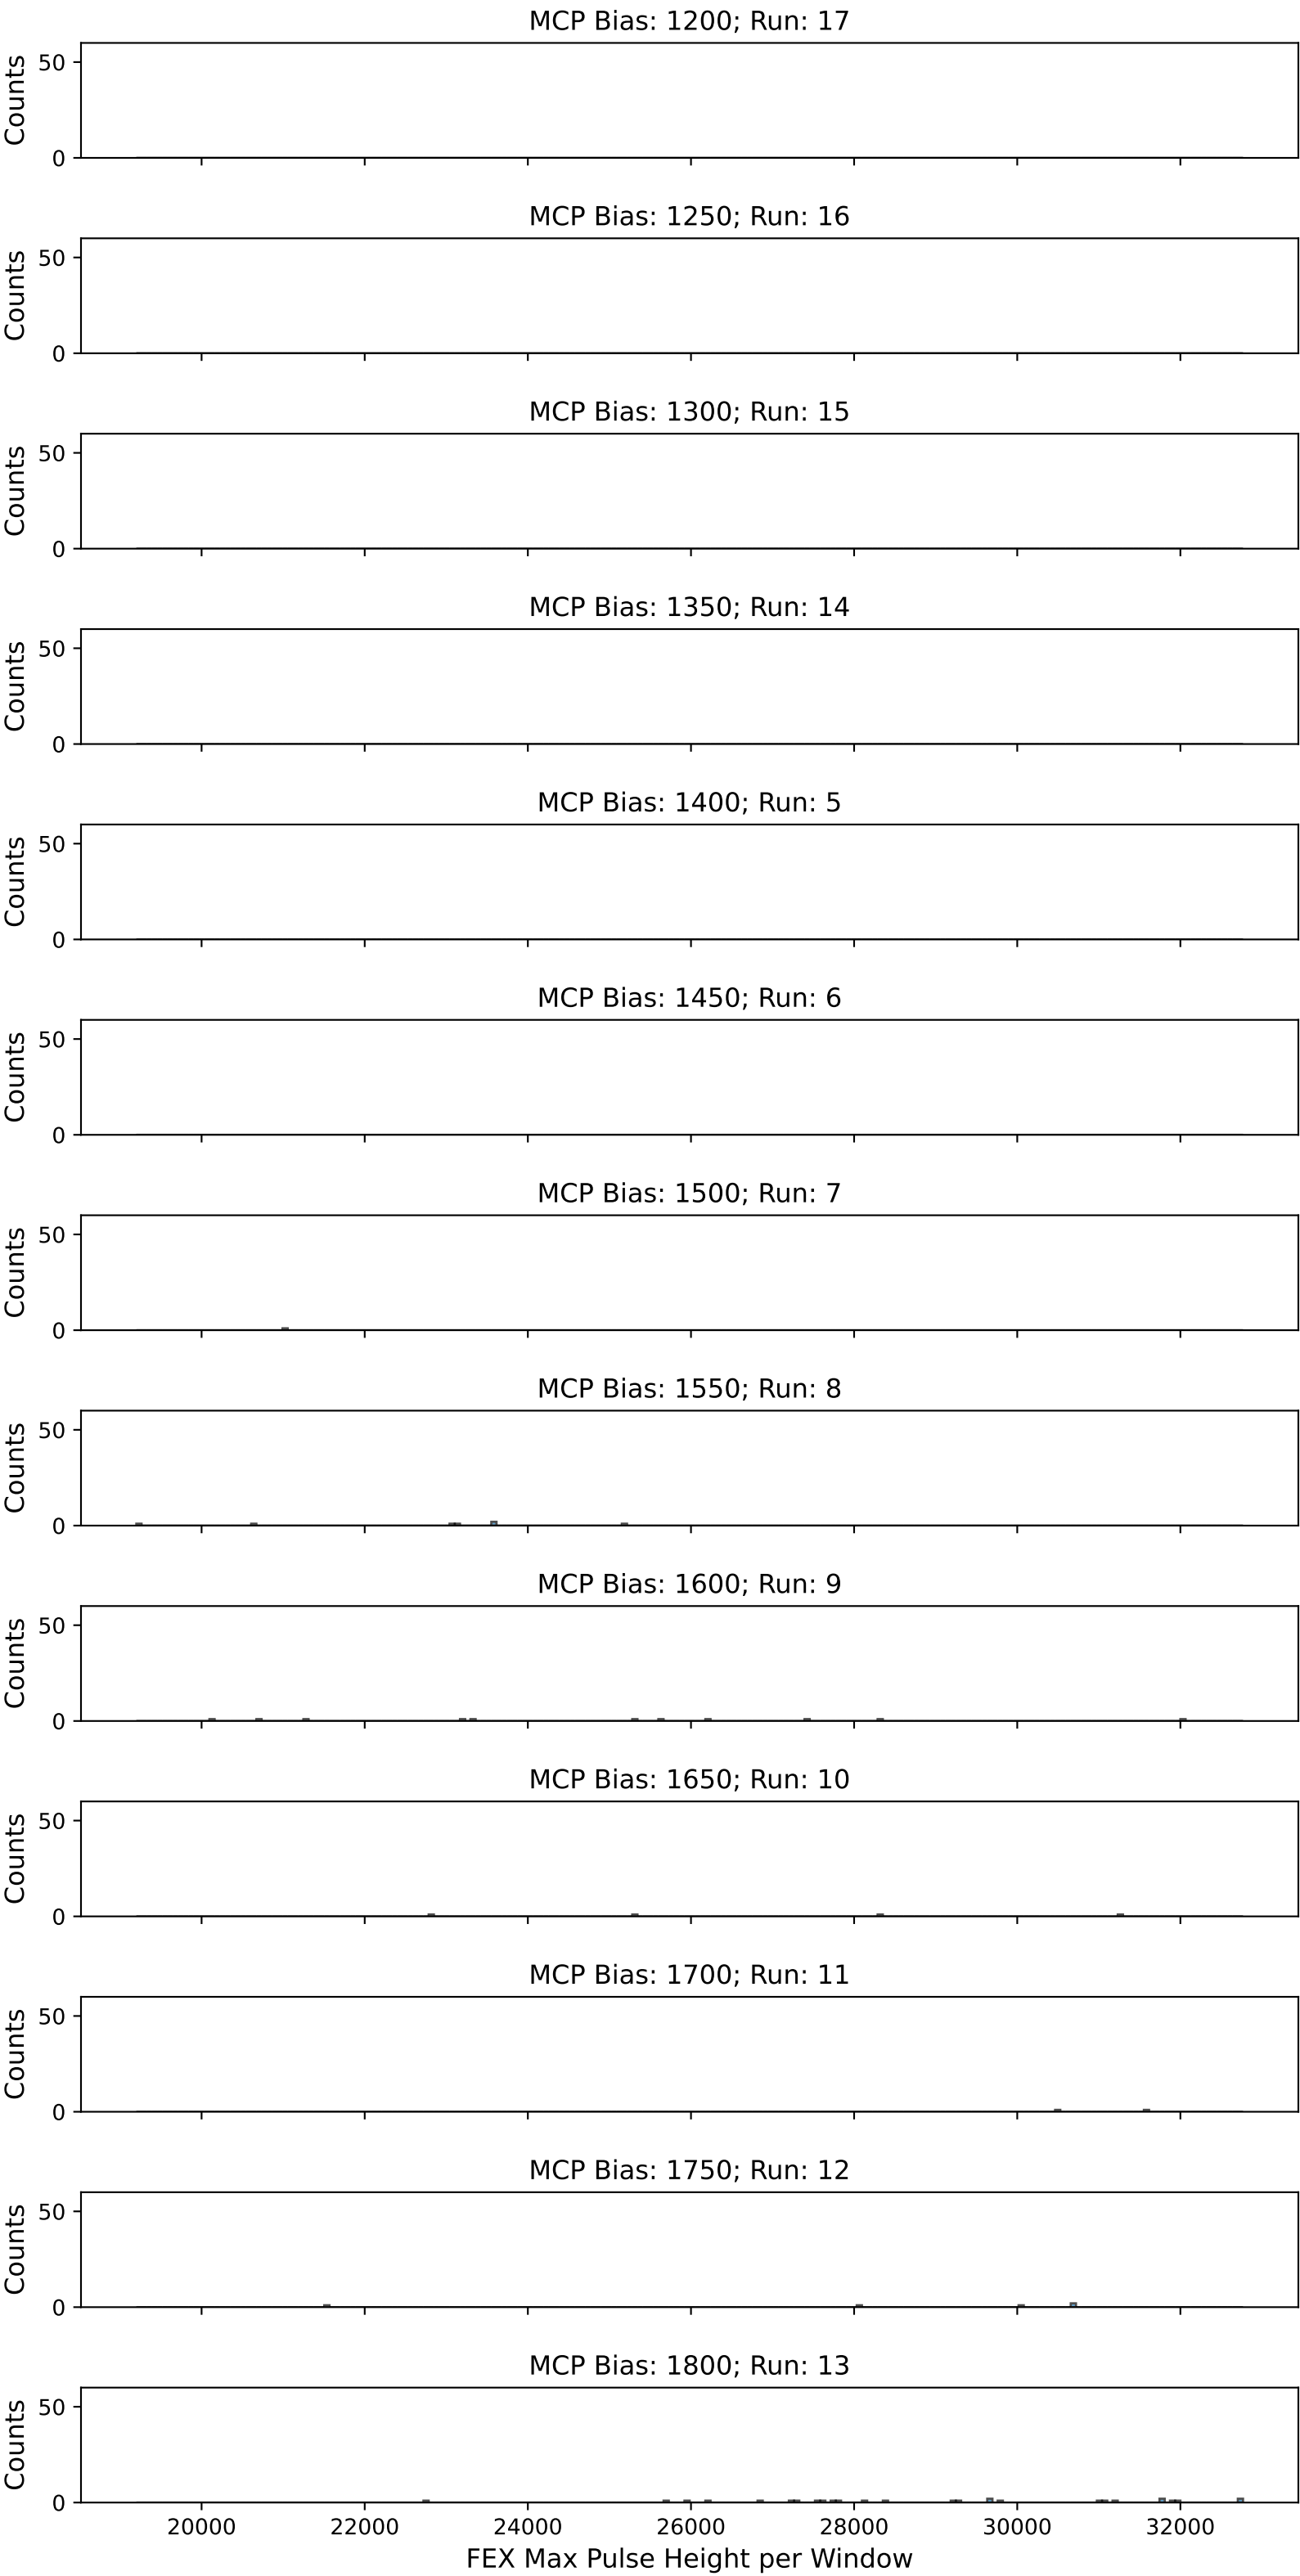 MCP Bias: 1200; Run: 17
50
Counts
0
MCP Bias: 1250; Run: 16
50
Counts
0
MCP Bias: 1300; Run: 15
50
Counts
0
MCP Bias: 1350; Run: 14
50
Counts
0
MCP Bias: 1400; Run: 5
50
Counts
0
MCP Bias: 1450; Run: 6
50
Counts
0
MCP Bias: 1500; Run: 7
50
Counts
0
MCP Bias: 1550; Run: 8
50
Counts
0
MCP Bias: 1600; Run: 9
50
Counts
0
MCP Bias: 1650; Run: 10
50
Counts
0
MCP Bias: 1700; Run: 11
50
Counts
0
MCP Bias: 1750; Run: 12
50
Counts
0
MCP Bias: 1800; Run: 13
50
Counts
0
20000 22000 24000 26000 28000 30000 32000
FEX Max Pulse Height per Window